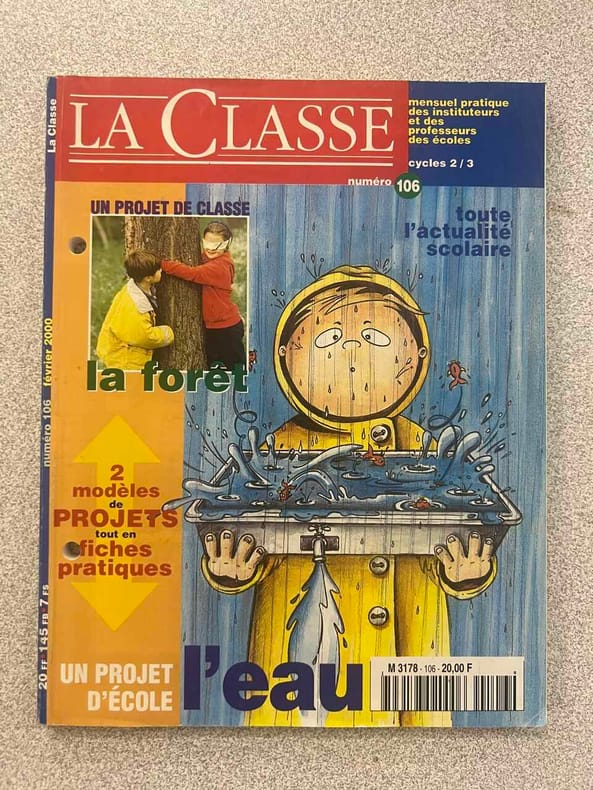 LA CLASSE
mensuel pratique
des instituteurs
et des
professeurs
des écoles
cycles 2 / 3
numéro 106
UN PROJET DE CLASSE
la forêt
toute
l'actualité
scolaire
2
modèles
de
PROJETS
tout en
fiches
pratiques
UN PROJET
D'ÉCOLE
l'eau
M 3178 - 106 - 20,00 F
La Classe
numéro 106 février 2000
20 FF 145 FB 7 FS